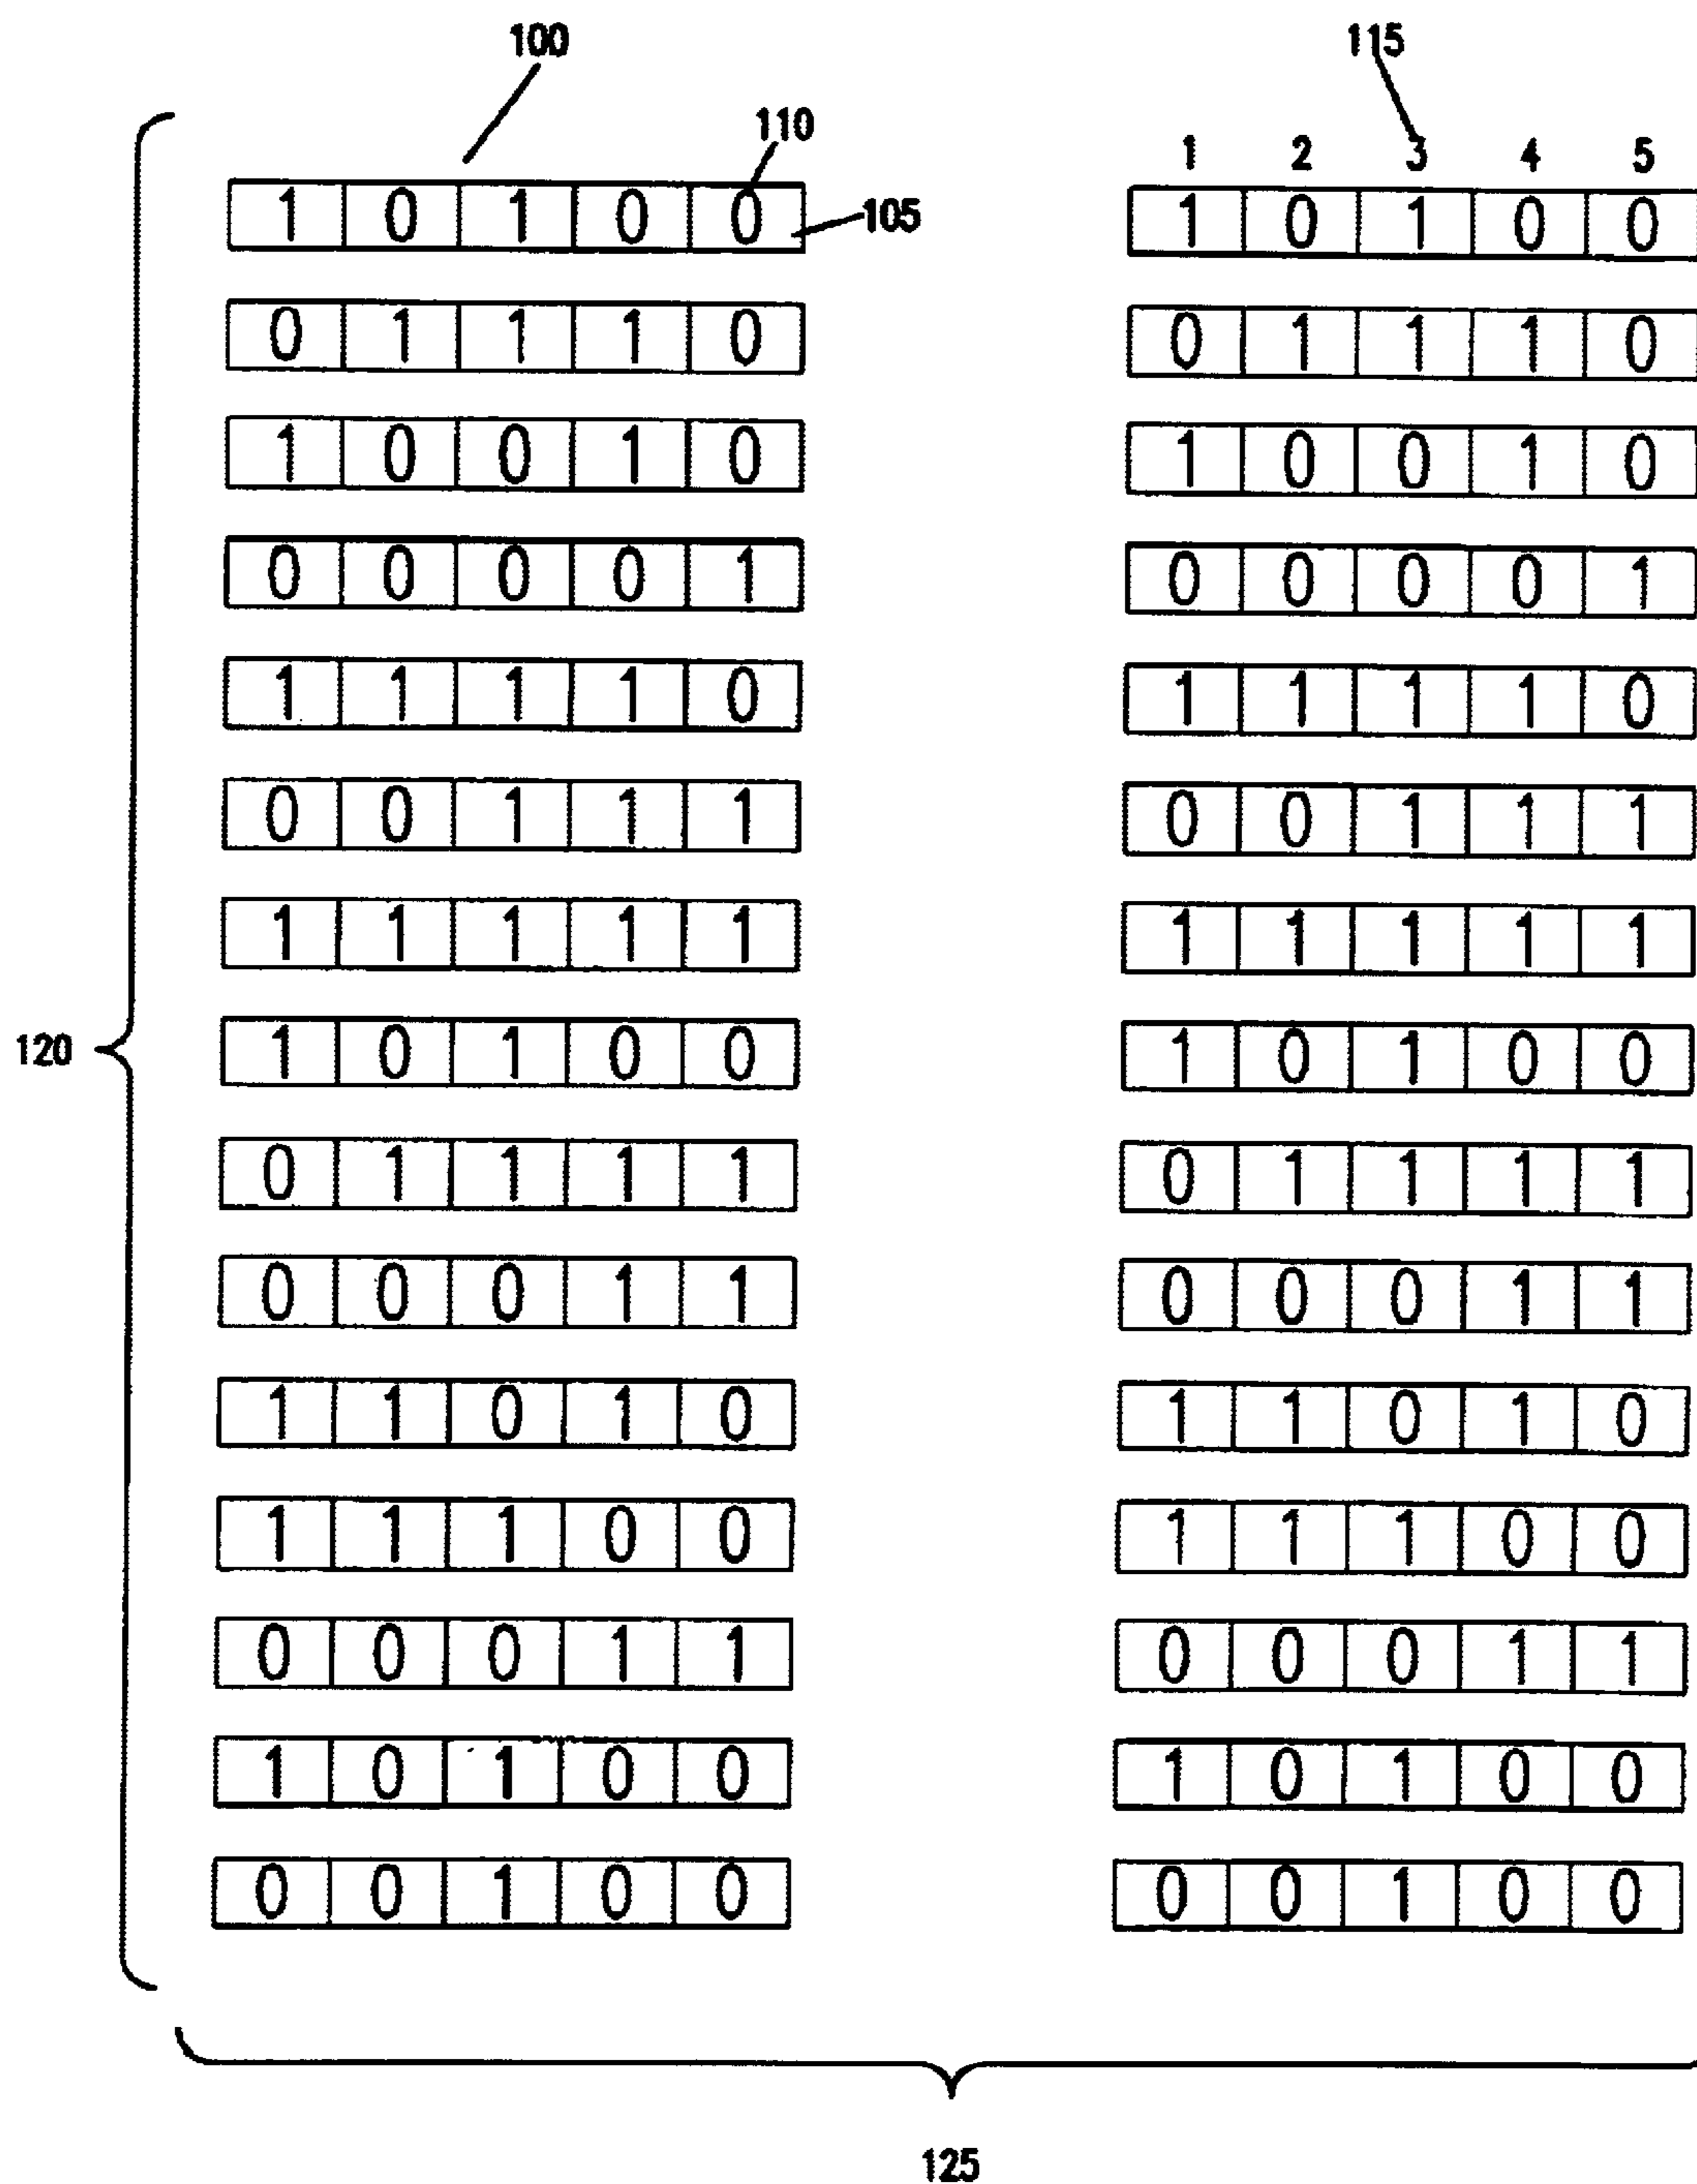 100 115
110
1 2 3 4 5
1 0 1 0 0 105 1 0 1 0 0
0 1 1 1 0 0 1 1 1 0
1 0 0 1 0 1 0 0 1 0
0 0 0 0 1 0 0 0 0 1
1 1 1 1 0 1 1 1 1 0
0 0 1 1 1 0 0 1 1 1
1 1 1 1 1 1 1 1 1 1
120 1 0 1 0 0 1 0 1 0 0
0 1 1 1 1 0 1 1 1 1
0 0 0 1 1 0 0 0 1 1
1 1 0 1 0 1 1 0 1 0
1 1 1 0 0 1 1 1 0 0
0 0 0 1 1 0 0 0 1 1
1 0 1 0 0 1 0 1 0 0
0 0 1 0 0 0 0 1 0 0
125